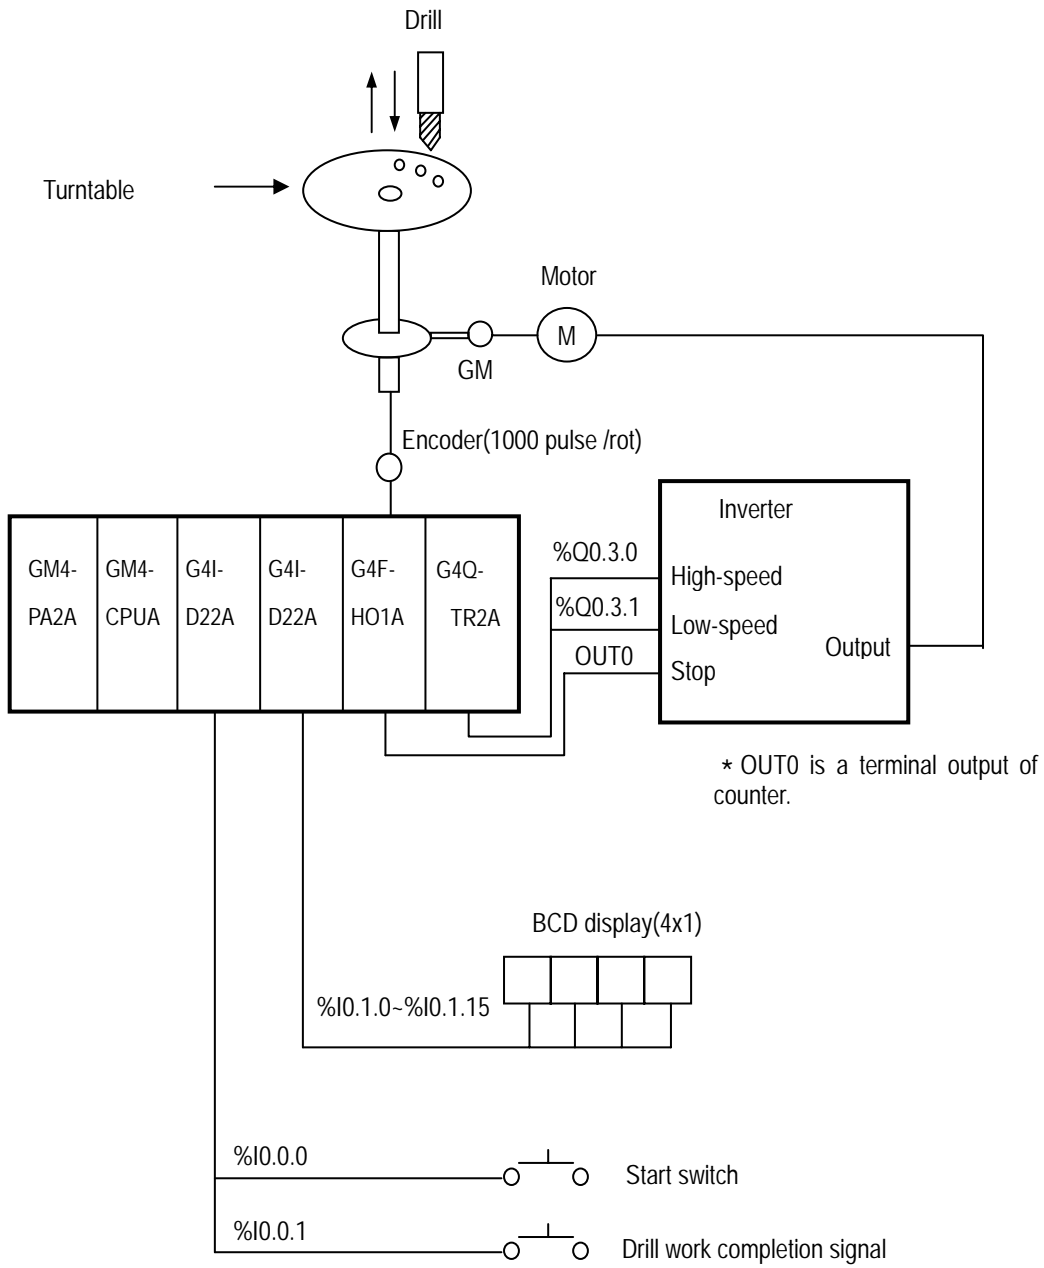 Drill
Turntable
Motor
M
GM
Encoder(1000 pulse /rot)
Inverter
%Q0.3.0
High-speed
%Q0.3.1
Low-speed
OUT0
Stop
Output
GM4-
PA2A
GM4-
CPUA
G4I-
D22A
G4I-
D22A
G4F-
HO1A
G4Q-
TR2A
* OUT0 is a terminal output of
counter.
BCD display(4x1)
%I0.1.0~%I0.1.15
%I0.0.0
Start switch
%I0.0.1
Drill work completion signal